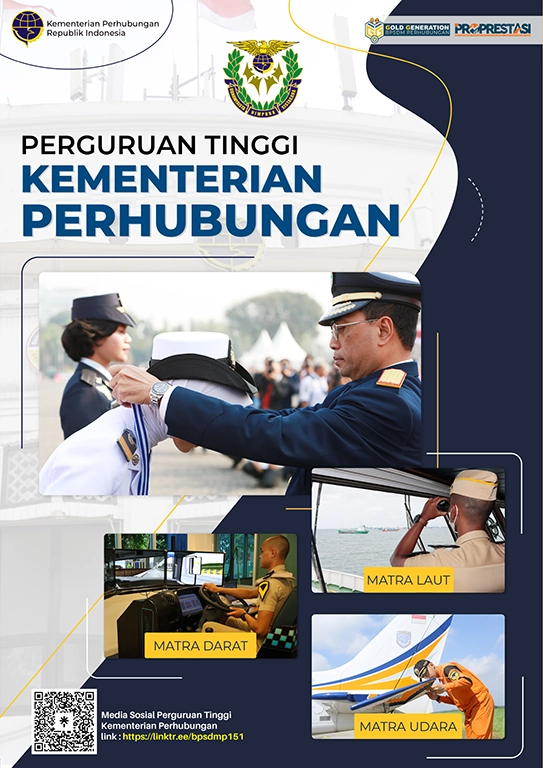 Kementerian Perhubungan
Republik Indonesia
GOLD GENERATION
BPSDM PERHUBUNGAN
PROPRESTASI
PERGURUAN TINGGI
KEMENTERIAN
PERHUBUNGAN
MATRA LAUT
MATRA DARAT
MATRA UDARA
Media Sosial Perguruan Tinggi
Kementerian Perhubungan
link : https://linktr.ee/bpsdmp151